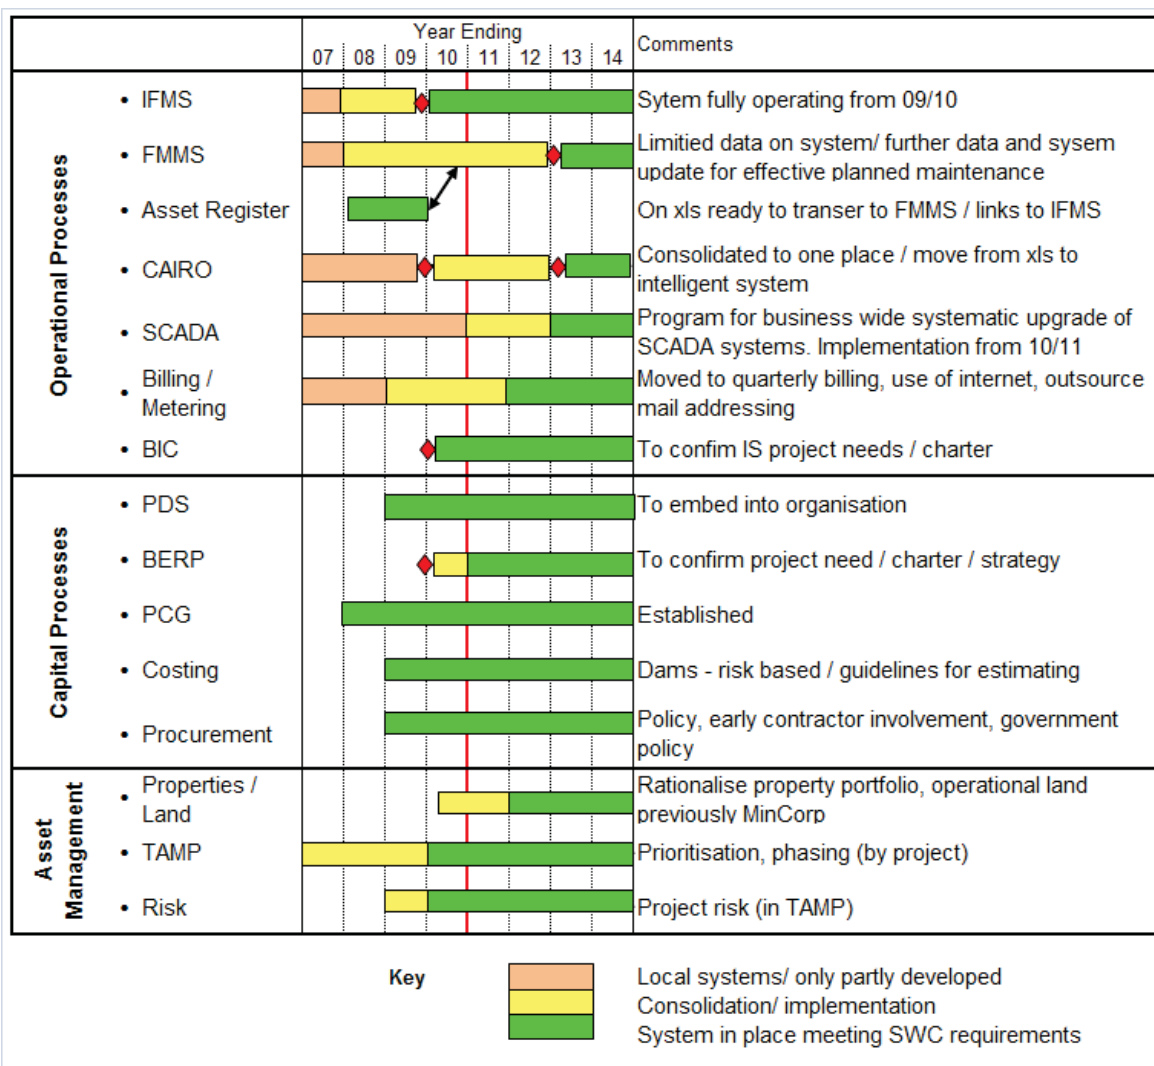 Year Ending
Comments
07 08 09 10 11 12 13 14
Operational Processes
• IFMS
Sytem fully operating from 09/10
• FMMS
Limitied data on system/ further data and sysem
update for effective planned maintenance
• Asset Register
On xls ready to transer to FMMS / links to IFMS
• CAIRO
Consolidated to one place / move from xls to
intelligent system
• SCADA
Program for business wide systematic upgrade of
SCADA systems. Implementation from 10/11
• Billing /
Metering
Moved to quarterly billing, use of internet, outsource
mail addressing
• BIC
To confim IS project needs / charter
Capital Processes
• PDS
To embed into organisation
• BERP
To confirm project need / charter / strategy
• PCG
Established
• Costing
Dams - risk based / guidelines for estimating
• Procurement
Policy, early contractor involvement, government
policy
Asset
Management
• Properties /
Land
Rationalise property portfolio, operational land
previously MinCorp
• TAMP
Prioritisation, phasing (by project)
• Risk
Project risk (in TAMP)
Key
Local systems/ only partly developed
Consolidation/ implementation
System in place meeting SWC requirements